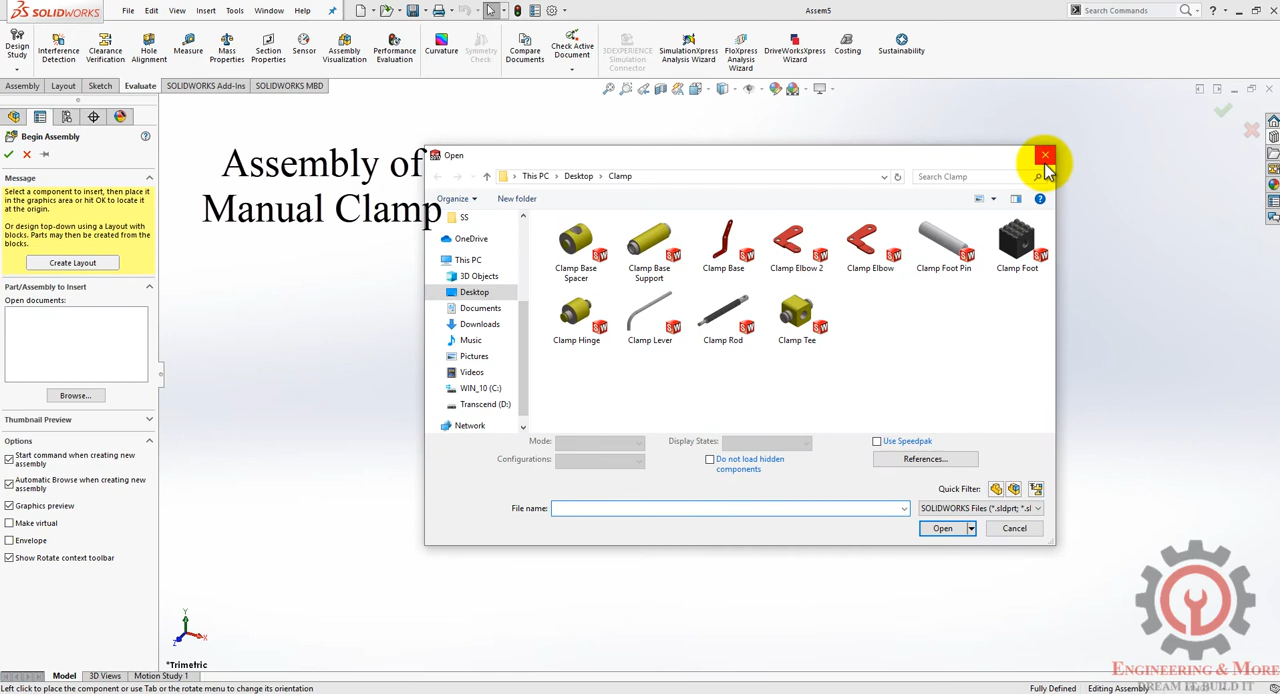 SOLIDWORKS
File Edit View Insert Tools Window Help
Assem5
Search Commands
Design Study
Interference Detection
Clearance Verification
Hole Alignment
Measure
Mass Properties
Section Properties
Sensor
Assembly Visualization
Performance Evaluation
Curvature
Symmetry Check
Compare Documents
Check Active Document
3DEXPERIENCE Simulation Connector
SimulationXpress Analysis Wizard
FloXpress Analysis Wizard
DriveWorksXpress Wizard
Costing
Sustainability
Assembly Layout Sketch Evaluate SOLIDWORKS Add-Ins SOLIDWORKS MBD
Begin Assembly
Message
Select a component to insert, then place it
in the graphics area or hit OK to locate it
at the origin.
Or design top-down using a Layout with
blocks. Parts may then be created from the
blocks.
Create Layout
Part/Assembly to Insert
Open documents:
Browse...
Thumbnail Preview
Options
Start command when creating new
assembly
Automatic Browse when creating new
assembly
Graphics preview
Make virtual
Envelope
Show Rotate context toolbar
Assembly of
Manual Clamp
Open
This PC > Desktop > Clamp
Search Clamp
Organize
New folder
SS
OneDrive
This PC
3D Objects
Desktop
Documents
Downloads
Music
Pictures
Videos
WIN_10 (C:)
Transcend (D:)
Network
Clamp Base Spacer
Clamp Base Support
Clamp Base
Clamp Elbow 2
Clamp Elbow
Clamp Foot Pin
Clamp Foot
Clamp Hinge
Clamp Lever
Clamp Rod
Clamp Tee
Mode:
Display States:
Use Speedpak
Configurations:
Do not load hidden
components
References...
Quick Filter:
File name:
SOLIDWORKS Files (*.sldprt; *.sl
Open
Cancel
Y
X
Z
*Trimetric
ENGINEERING & MORE
DREAM IT BUILD IT
Model 3D Views Motion Study 1
Left click to place the component or use Tab or the rotate menu to change its orientation
Fully Defined
Editing Assembly